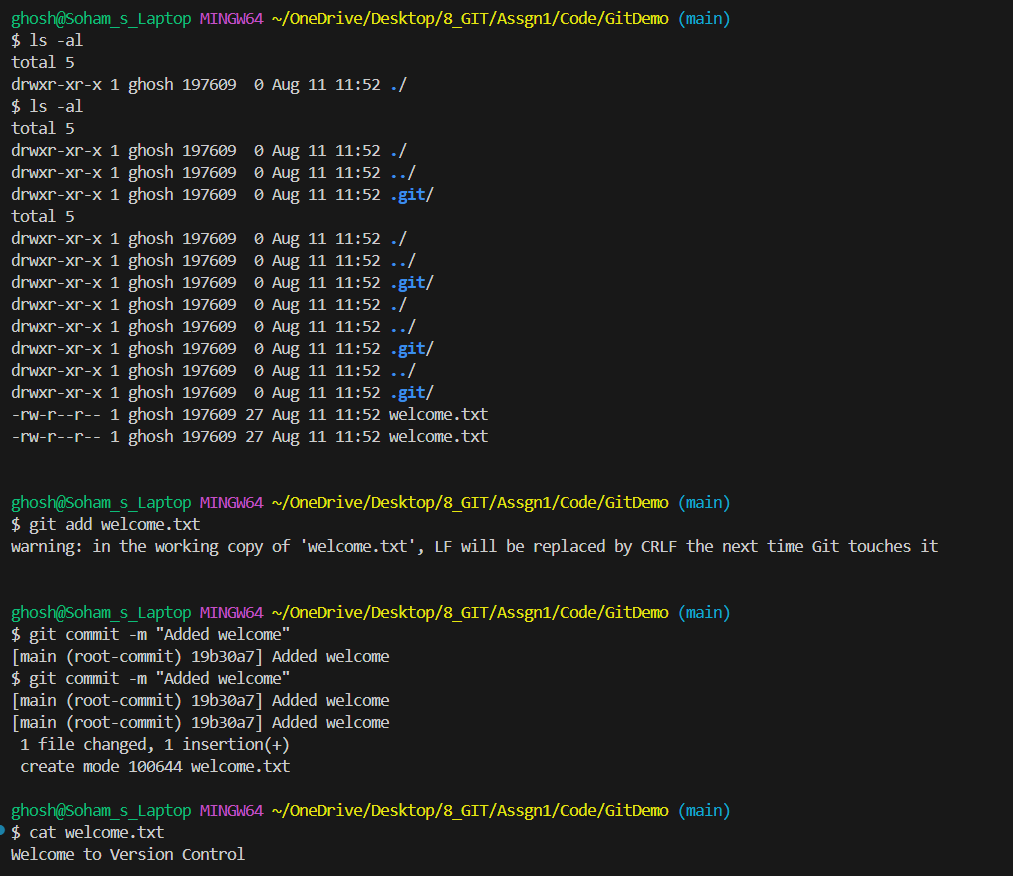 ghosh@Soham_s_Laptop MINGW64 ~/OneDrive/Desktop/8_GIT/Assgn1/Code/GitDemo (main)
$ ls -al
total 5
drwxr-xr-x 1 ghosh 197609  0 Aug 11 11:52 ./
$ ls -al
total 5
drwxr-xr-x 1 ghosh 197609  0 Aug 11 11:52 ./
drwxr-xr-x 1 ghosh 197609  0 Aug 11 11:52 ../
drwxr-xr-x 1 ghosh 197609  0 Aug 11 11:52 .git/
total 5
drwxr-xr-x 1 ghosh 197609  0 Aug 11 11:52 ./
drwxr-xr-x 1 ghosh 197609  0 Aug 11 11:52 ../
drwxr-xr-x 1 ghosh 197609  0 Aug 11 11:52 .git/
drwxr-xr-x 1 ghosh 197609  0 Aug 11 11:52 ./
drwxr-xr-x 1 ghosh 197609  0 Aug 11 11:52 ../
drwxr-xr-x 1 ghosh 197609  0 Aug 11 11:52 .git/
drwxr-xr-x 1 ghosh 197609  0 Aug 11 11:52 ../
drwxr-xr-x 1 ghosh 197609  0 Aug 11 11:52 .git/
-rw-r--r-- 1 ghosh 197609 27 Aug 11 11:52 welcome.txt
-rw-r--r-- 1 ghosh 197609 27 Aug 11 11:52 welcome.txt
ghosh@Soham_s_Laptop MINGW64 ~/OneDrive/Desktop/8_GIT/Assgn1/Code/GitDemo (main)
$ git add welcome.txt
warning: in the working copy of 'welcome.txt', LF will be replaced by CRLF the next time Git touches it
ghosh@Soham_s_Laptop MINGW64 ~/OneDrive/Desktop/8_GIT/Assgn1/Code/GitDemo (main)
$ git commit -m "Added welcome"
[main (root-commit) 19b30a7] Added welcome
$ git commit -m "Added welcome"
[main (root-commit) 19b30a7] Added welcome
[main (root-commit) 19b30a7] Added welcome
 1 file changed, 1 insertion(+)
 create mode 100644 welcome.txt
ghosh@Soham_s_Laptop MINGW64 ~/OneDrive/Desktop/8_GIT/Assgn1/Code/GitDemo (main)
$ cat welcome.txt
Welcome to Version Control